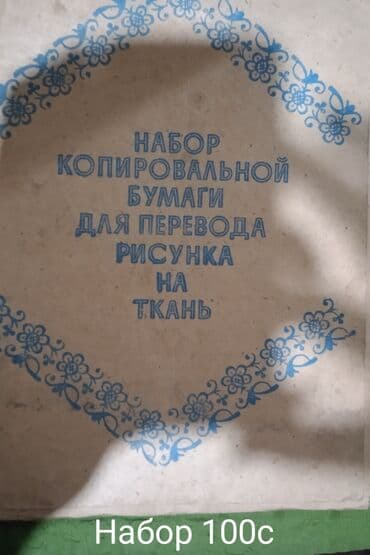 НАБОР
КОПИРОВАЛЬНОЙ
БУМАГИ
ДЛЯ ПЕРЕВОДА
РИСУНКА
НА
ТКАНЬ
Набор 100с